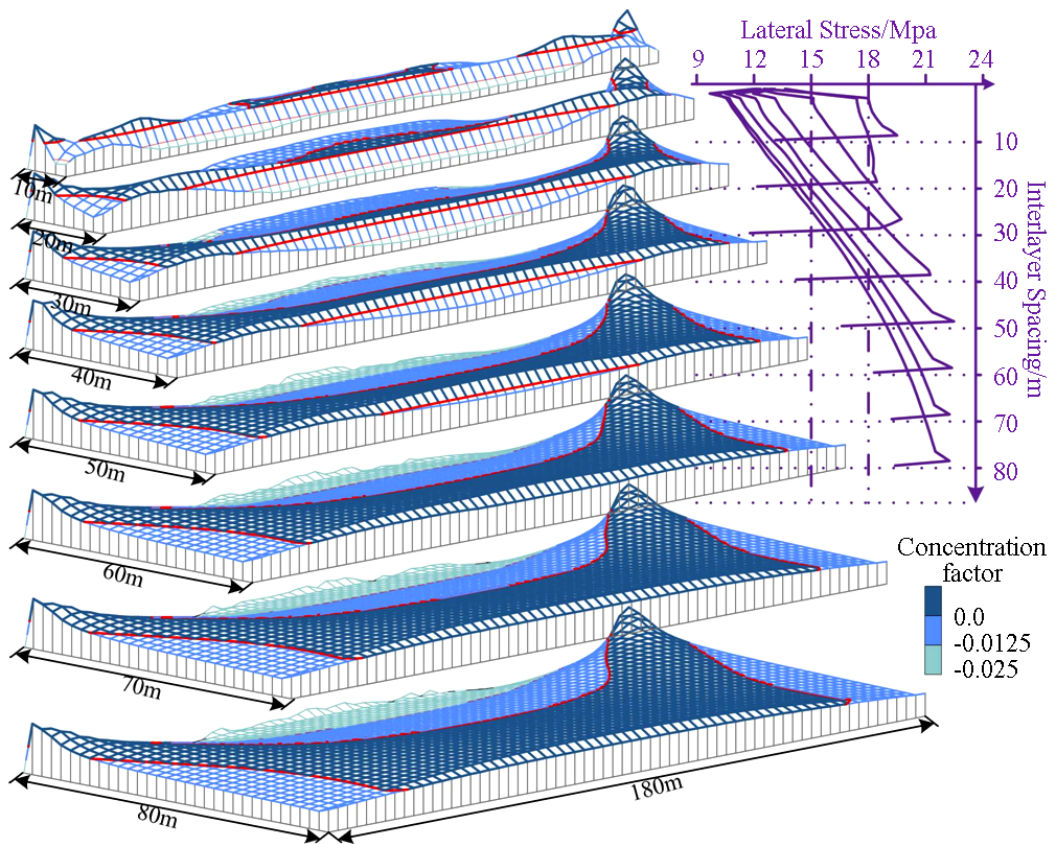 Lateral Stress/Mpa
9 12 15 18 21 24
10
20
30
40
50
60
70
80
Interlayer Spacing/m
10m
20m
30m
40m
50m
60m
70m
80m
180m
Concentration
factor
0.0
-0.0125
-0.025